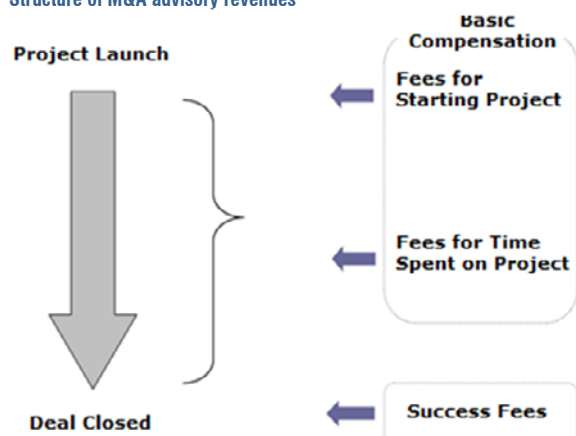 Structure of M&A advisory revenues
Project Launch
Basic
Compensation
Fees for
Starting Project
Fees for Time
Spent on Project
Deal Closed
Success Fees